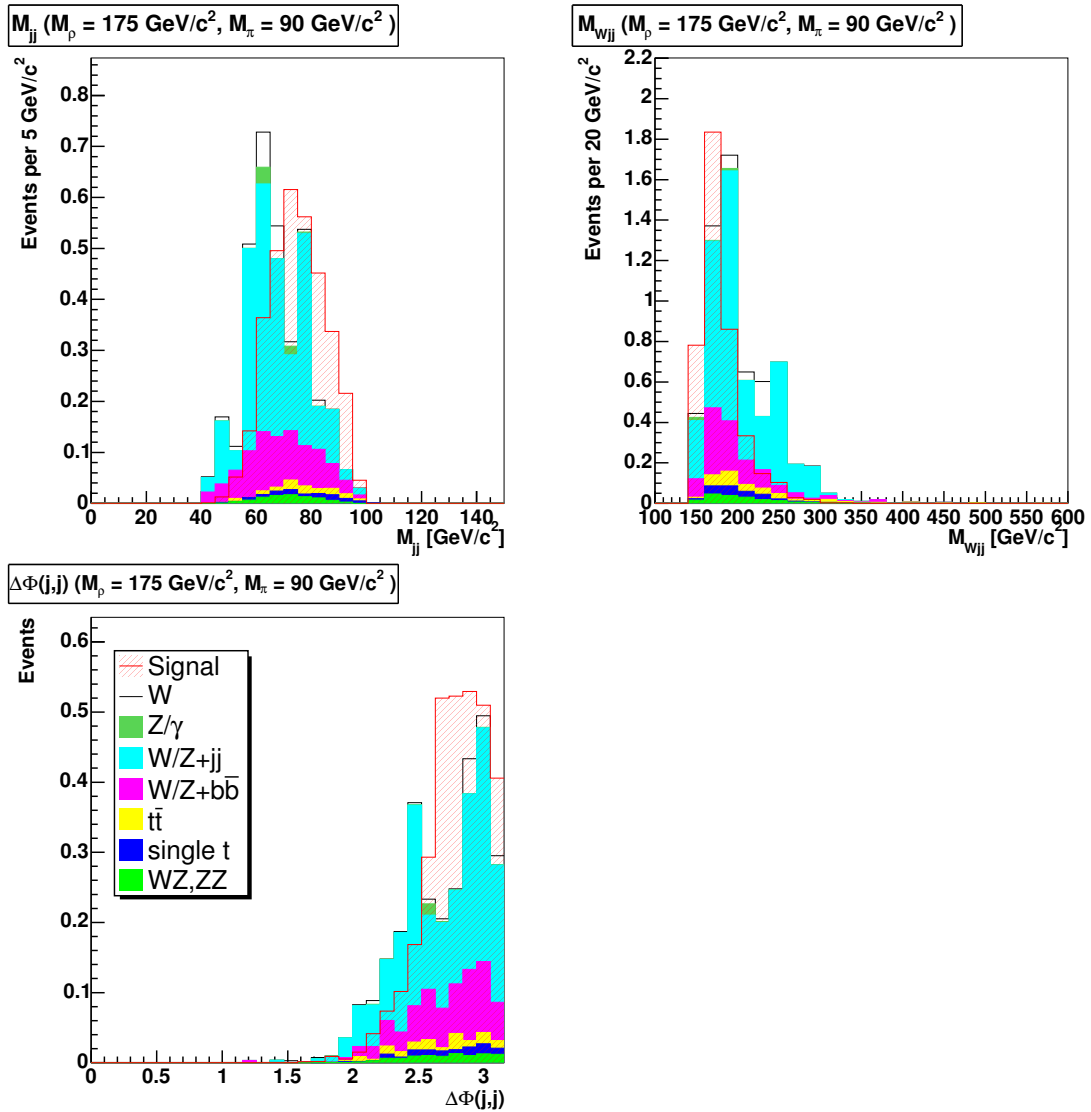 M_jj (M_ρ = 175 GeV/c², M_π = 90 GeV/c² )
Events per 5 GeV/c²
0.8
0.7
0.6
0.5
0.4
0.3
0.2
0.1
0
0 20 40 60 80 100 120 140
M_jj [GeV/c²]
M_Wjj (M_ρ = 175 GeV/c², M_π = 90 GeV/c² )
Events per 20 GeV/c²
2.2
2
1.8
1.6
1.4
1.2
1
0.8
0.6
0.4
0.2
0
100 150 200 250 300 350 400 450 500 550 600
M_Wjj [GeV/c²]
ΔΦ(j,j) (M_ρ = 175 GeV/c², M_π = 90 GeV/c² )
Events
0.6
0.5
0.4
0.3
0.2
0.1
0
0 0.5 1 1.5 2 2.5 3
ΔΦ(j,j)
Signal
W
Z/γ
W/Z+jj
W/Z+bb̄
tt̄
single t
WZ,ZZ